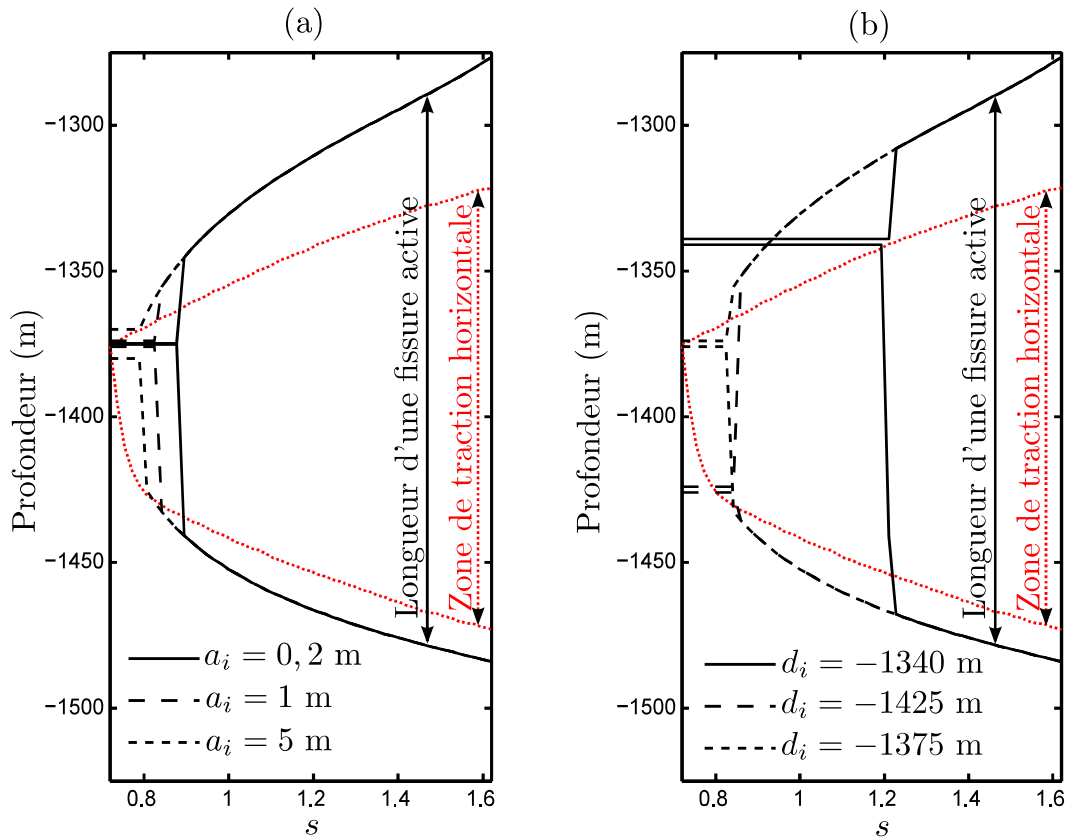 (a)
Profondeur (m)
−1300
−1350
−1400
−1450
−1500
0.8
1
1.2
1.4
1.6
s
Longueur d'une fissure active
Zone de traction horizontale
a_i = 0, 2 m
a_i = 1 m
a_i = 5 m
(b)
Profondeur (m)
−1300
−1350
−1400
−1450
−1500
0.8
1
1.2
1.4
1.6
s
Longueur d'une fissure active
Zone de traction horizontale
d_i = −1340 m
d_i = −1425 m
d_i = −1375 m